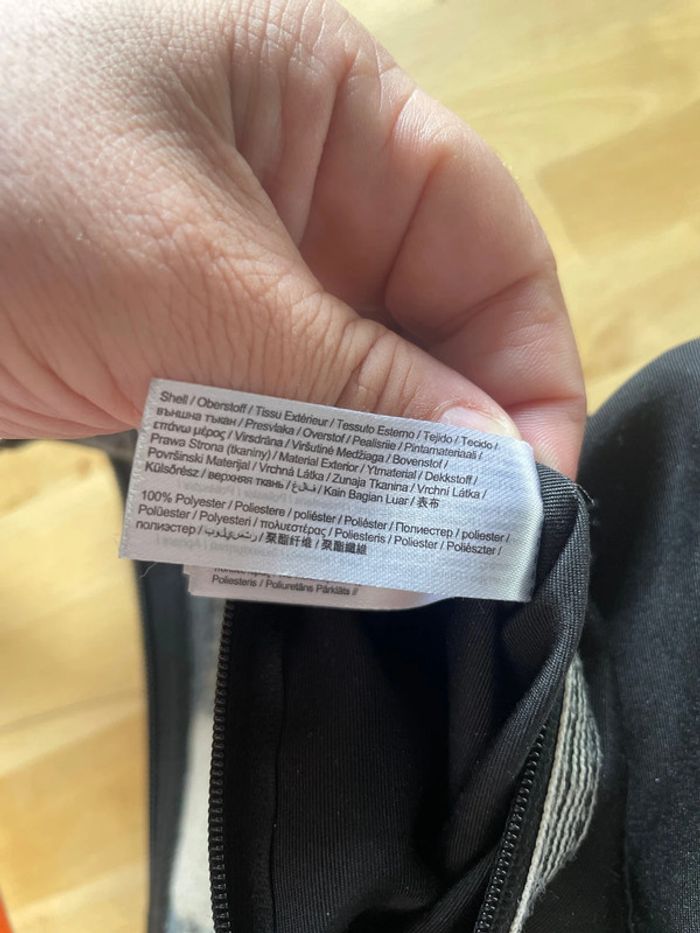 Shell / Oberstoff / Tissu Extérieur / Tessuto Esterno / Tejido / Tecido /
външна тъкан / Presvlaka / Overstof / Pealisriie / Pintamateriaali /
επάνω μέρος / Virsdrāna / Viršutinė Medžiaga / Bovenstof /
Prawa Strona (tkaniny) / Material Exterior / Ytmaterial / Dekkstoff /
Površinski Materijal / Vrchná Látka / Zunaja Tkanina / Vrchní Látka /
Külsőrész / верхняя ткань / / Kain Bagian Luar / 表布
100% Polyester / Poliestere / poliéster / Poliéster / Полиестер / poliester /
Polüester / Polyesteri / πολυεστέρας / Poliesteris / Poliester / Poliészter /
полиэстер / بوليستر / 聚酯纤维 / 聚酯纖維
Poliesteris / Poliuretāns Pārklāts //